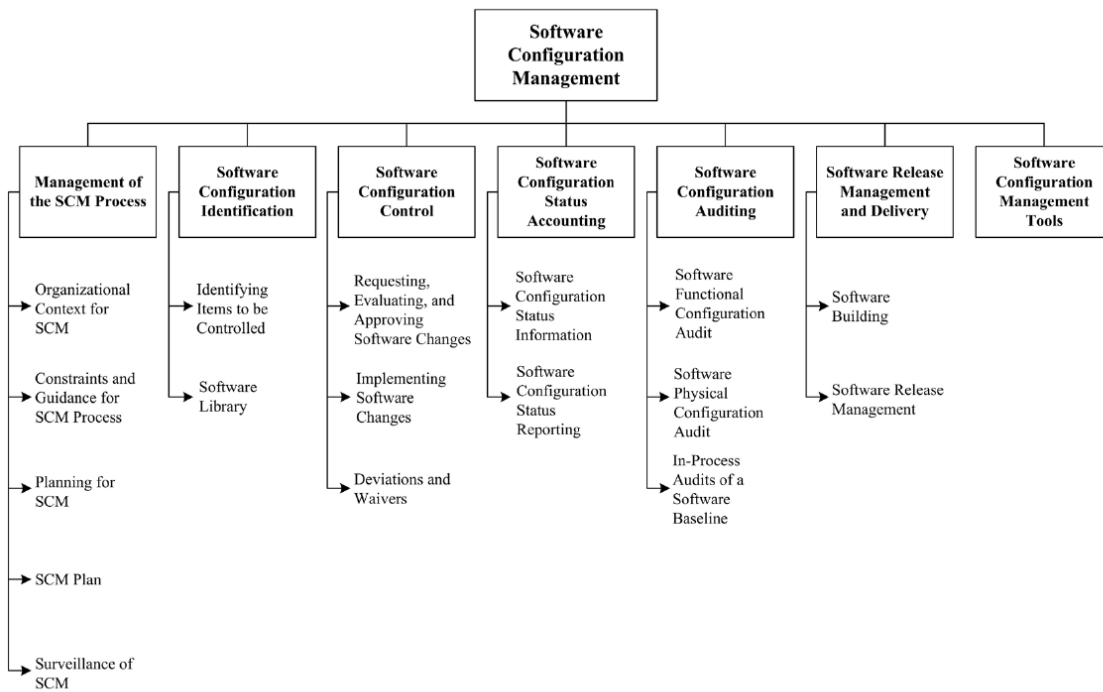 Software
Configuration
Management
Management of
the SCM Process
Organizational
Context for
SCM
Constraints and
Guidance for
SCM Process
Planning for
SCM
SCM Plan
Surveillance of
SCM
Software
Configuration
Identification
Identifying
Items to be
Controlled
Software
Library
Software
Configuration
Control
Requesting,
Evaluating, and
Approving
Software Changes
Implementing
Software
Changes
Deviations and
Waivers
Software
Configuration
Status
Accounting
Software
Configuration
Status
Information
Software
Configuration
Status
Reporting
Software
Configuration
Auditing
Software
Functional
Configuration
Audit
Software
Physical
Configuration
Audit
In-Process
Audits of a
Software
Baseline
Software Release
Management
and Delivery
Software
Building
Software Release
Management
Software
Configuration
Management
Tools